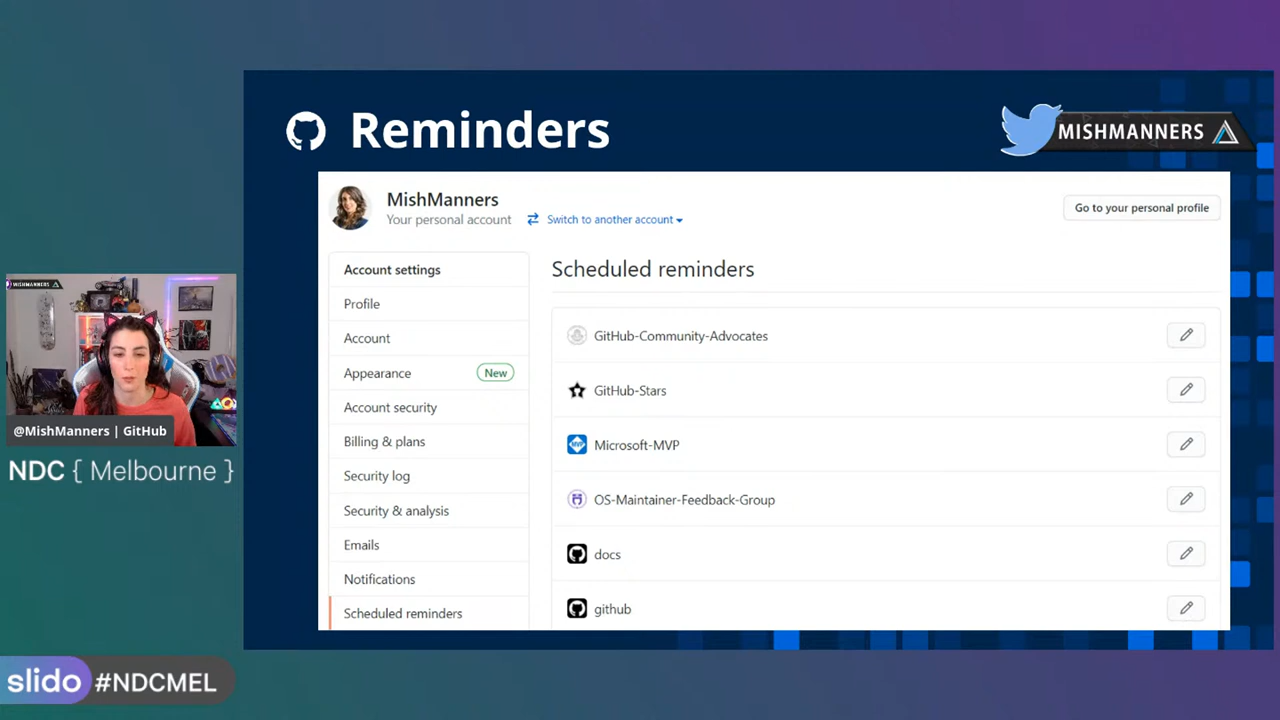 Reminders
MISHMANNERS
MishManners
Your personal account
Switch to another account
Go to your personal profile
Account settings
Profile
Account
Appearance
New
Account security
Billing & plans
Security log
Security & analysis
Emails
Notifications
Scheduled reminders
Scheduled reminders
GitHub-Community-Advocates
GitHub-Stars
Microsoft-MVP
OS-Maintainer-Feedback-Group
docs
github
MISHMANNERS
@MishManners | GitHub
NDC { Melbourne }
slido #NDCMEL